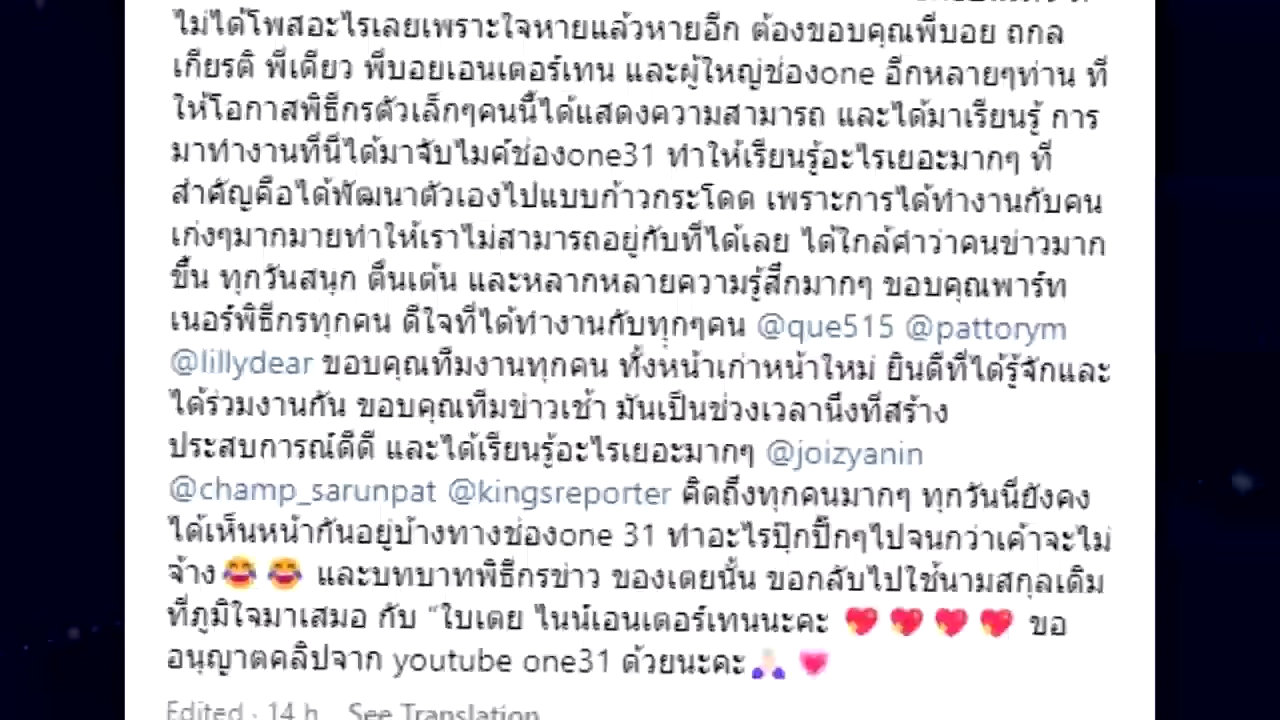 ไม่ได้โพสอะไรเลยเพราะใจหายแล้วหายอีก ต้องขอบคุณพี่บอย ถกล
เกียรติ พี่เดียว พี่บอยเอนเตอร์เทน และผู้ใหญ่ช่องone อีกหลายๆท่าน ที่
ให้โอกาสพิธีกรตัวเล็กๆคนนี้ได้แสดงความสามารถ และได้มาเรียนรู้ การ
มาทำงานที่นี่ได้มาจับไมค์ช่องone31 ทำให้เรียนรู้อะไรเยอะมากๆ ที่
สำคัญคือได้พัฒนาตัวเองไปแบบก้าวกระโดด เพราะการได้ทำงานกับคน
เก่งๆมากมายทำให้เราไม่สามารถอยู่กับที่ได้เลย ได้ใกล้คำว่าคนข่าวมาก
ขึ้น ทุกวันสนุก ตื่นเต้น และหลากหลายความรู้สึกมากๆ ขอบคุณพาร์ท
เนอร์พิธีกรทุกคน ดีใจที่ได้ทำงานกับทุกๆคน @que515 @pattorym
@lillydear ขอบคุณทีมงานทุกคน ทั้งหน้าเก่าหน้าใหม่ ยินดีที่ได้รู้จักและ
ได้ร่วมงานกัน ขอบคุณทีมข่าวเช้า มันเป็นช่วงเวลานึงที่สร้าง
ประสบการณ์ดีดี และได้เรียนรู้อะไรเยอะมากๆ @joizyanin
@champ_sarunpat @kingsreporter คิดถึงทุกคนมากๆ ทุกวันนี้ยังคง
ได้เห็นหน้ากันอยู่บ้างทางช่องone 31 ทำอะไรปุ๊กปิ๊กๆไปจนกว่าเค้าจะไม่
จ้าง😂😂 และบทบาทพิธีกรข่าว ของเตยนั้น ขอกลับไปใช้นามสกุลเดิม
ที่ภูมิใจมาเสมอ กับ "ใบเตย ไนน์เอนเตอร์เทนนะคะ 💖💖💖💖 ขอ
อนุญาตคลิปจาก youtube one31 ด้วยนะคะ🙏🏻💗
Edited · 14 h See Translation